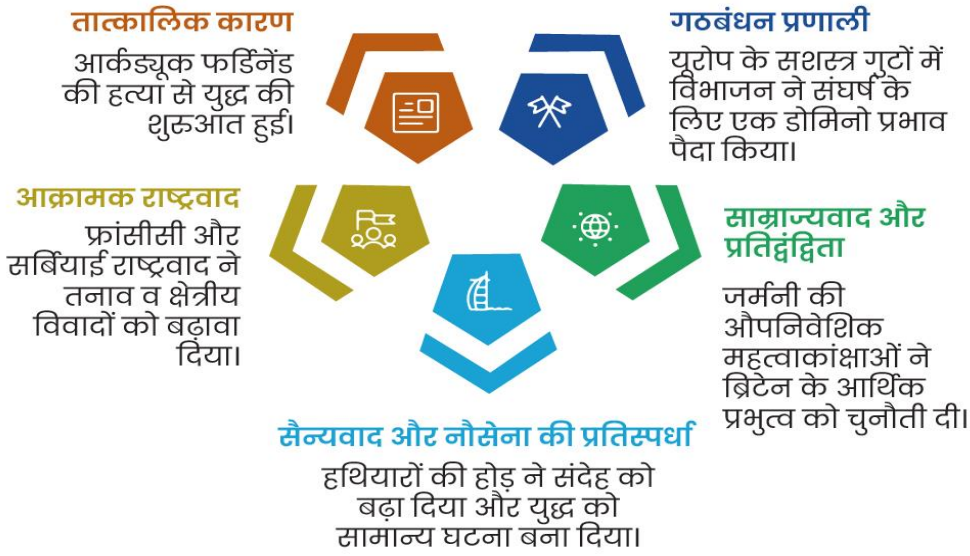 तात्कालिक कारण
आर्कड्यूक फर्डिनेंड
की हत्या से युद्ध की
शुरुआत हुई।
गठबंधन प्रणाली
यूरोप के सशस्त्र गुटों में
विभाजन ने संघर्ष के
लिए एक डोमिनो प्रभाव
पैदा किया।
आक्रामक राष्ट्रवाद
फ्रांसीसी और
सर्बियाई राष्ट्रवाद ने
तनाव व क्षेत्रीय
विवादों को बढ़ावा
दिया।
साम्राज्यवाद और
प्रतिद्वंद्विता
जर्मनी की
औपनिवेशिक
महत्वाकांक्षाओं ने
ब्रिटेन के आर्थिक
प्रभुत्व को चुनौती दी।
सैन्यवाद और नौसेना की प्रतिस्पर्धा
हथियारों की होड़ ने संदेह को
बढ़ा दिया और युद्ध को
सामान्य घटना बना दिया।